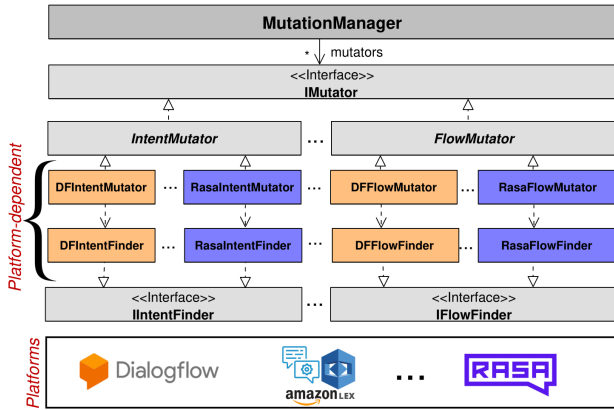 MutationManager
* mutators
<<Interface>>
IMutator
IntentMutator ... FlowMutator
Platform-dependent
DFIntentMutator ... RasaIntentMutator ... DFFlowMutator ... RasaFlowMutator
DFIntentFinder ... RasaIntentFinder ... DFFlowFinder ... RasaFlowFinder
<<Interface>> <<Interface>>
IIntentFinder ... IFlowFinder
Platforms
Dialogflow
amazon LEX
...
RASA